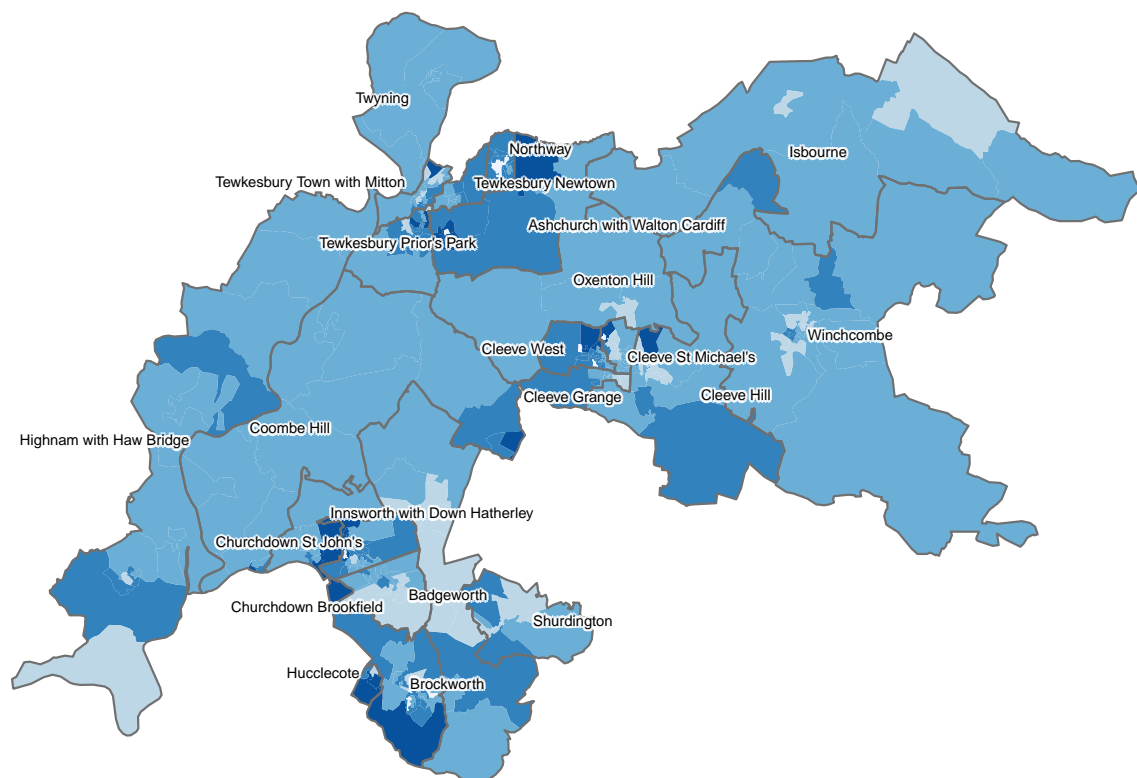 Twyning
Northway
Isbourne
Tewkesbury Town with Mitton
Tewkesbury Newtown
Ashchurch with Walton Cardiff
Tewkesbury Prior's Park
Oxenton Hill
Winchcombe
Cleeve West
Cleeve St Michael's
Cleeve Grange
Cleeve Hill
Coombe Hill
Highnam with Haw Bridge
Innsworth with Down Hatherley
Churchdown St John's
Badgeworth
Churchdown Brookfield
Shurdington
Hucclecote
Brockworth